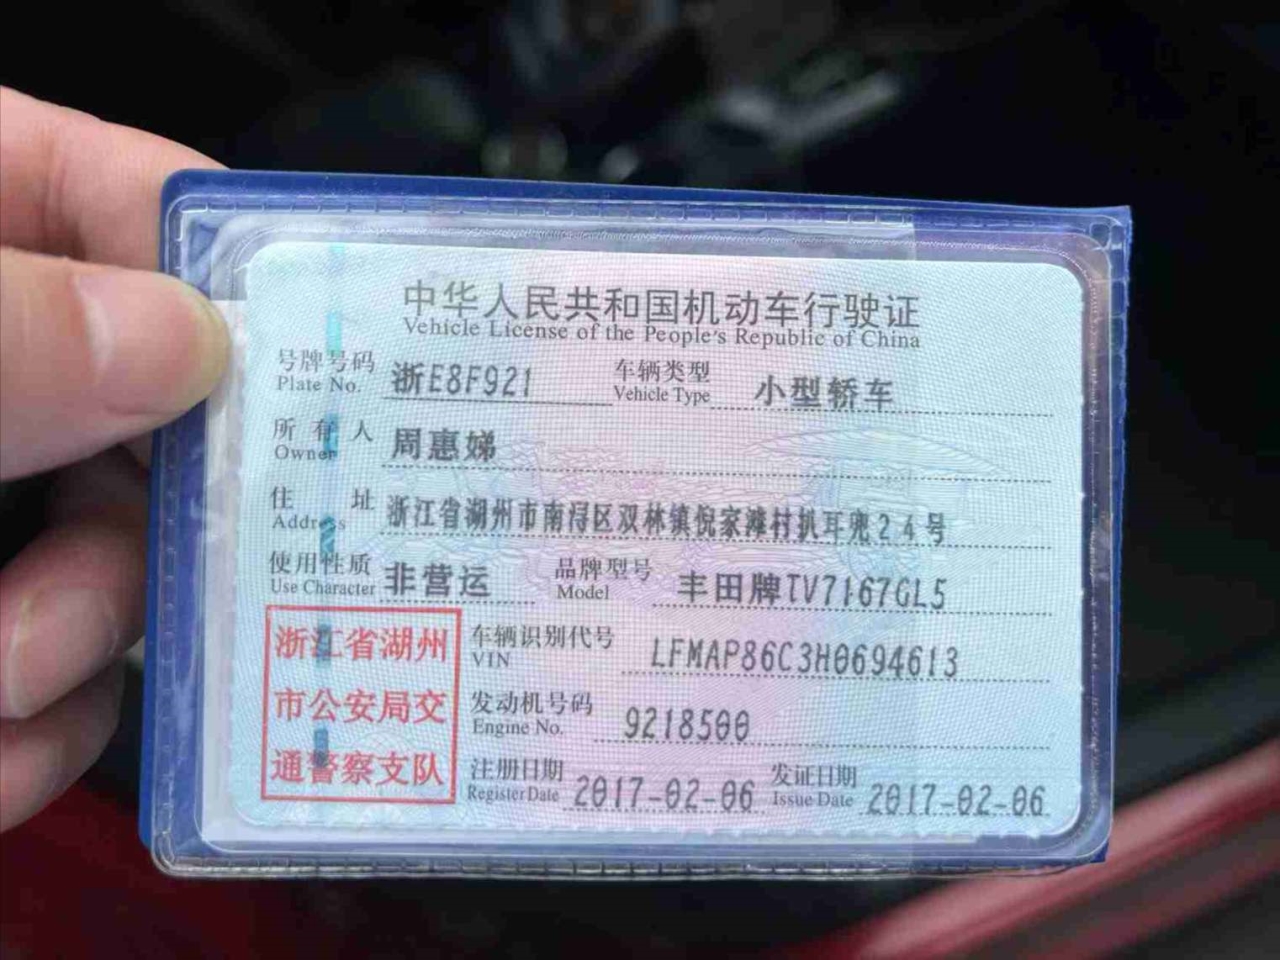 中华人民共和国机动车行驶证
Vehicle License of the People's Republic of China
号牌号码 浙E8F921 车辆类型 小型轿车
Plate No. Vehicle Type
所有人 周惠娣
Owner
住址 浙江省湖州市南浔区双林镇倪家滩村扒耳兜24号
Address
使用性质 非营运 品牌型号 丰田牌TV7167GL5
Use Character Model
浙江省湖州
市公安局交
通警察支队
车辆识别代号 LFMAP86C3H0694613
VIN
发动机号码 9218500
Engine No.
注册日期 2017-02-06 发证日期 2017-02-06
Register Date Issue Date